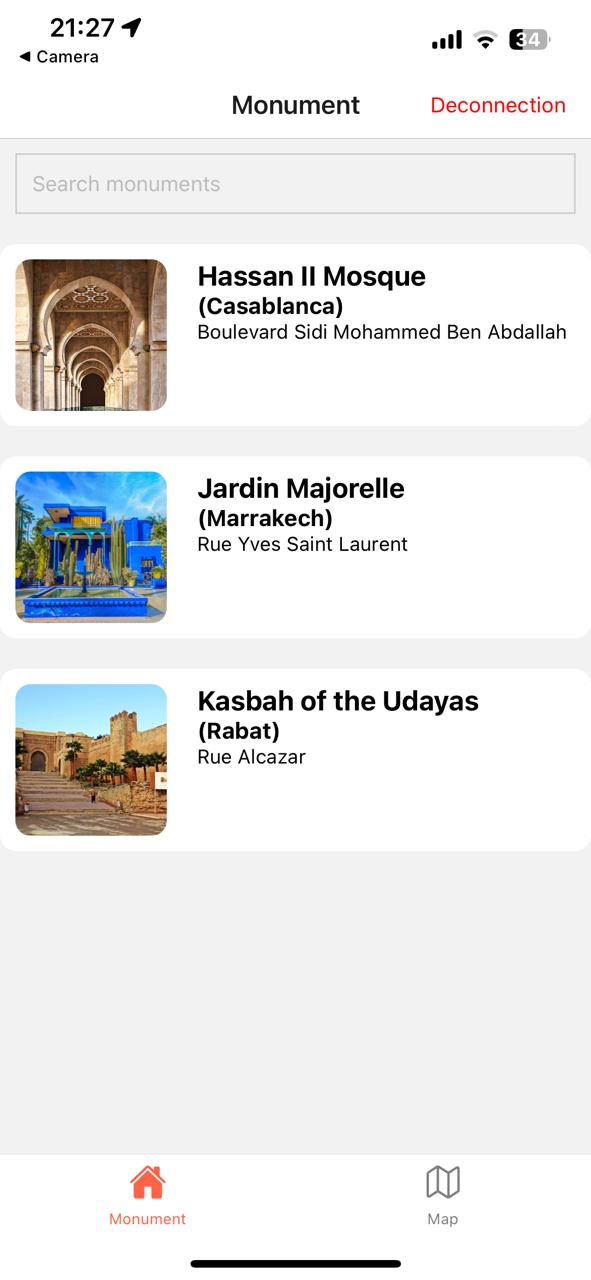 21:27
34
Camera
Monument
Deconnection
Search monuments
Hassan II Mosque
(Casablanca)
Boulevard Sidi Mohammed Ben Abdallah
Jardin Majorelle
(Marrakech)
Rue Yves Saint Laurent
Kasbah of the Udayas
(Rabat)
Rue Alcazar
Monument
Map